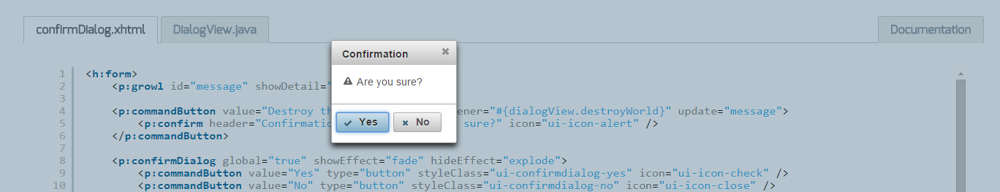 confirmDialog.xhtml
DialogView.java
Documentation
Confirmation
Are you sure?
Yes
No
1 <h:form>
2 <p:growl id="message" showDetail="
3
4 <p:commandButton value="Destroy th ener="#{dialogView.destroyWorld}" update="message">
5 <p:confirm header="Confirmatio sure?" icon="ui-icon-alert" />
6 </p:commandButton>
7
8 <p:confirmDialog global="true" showEffect="fade" hideEffect="explode">
9 <p:commandButton value="Yes" type="button" styleClass="ui-confirmdialog-yes" icon="ui-icon-check" />
10 <p:commandButton value="No" type="button" styleClass="ui-confirmdialog-no" icon="ui-icon-close" />